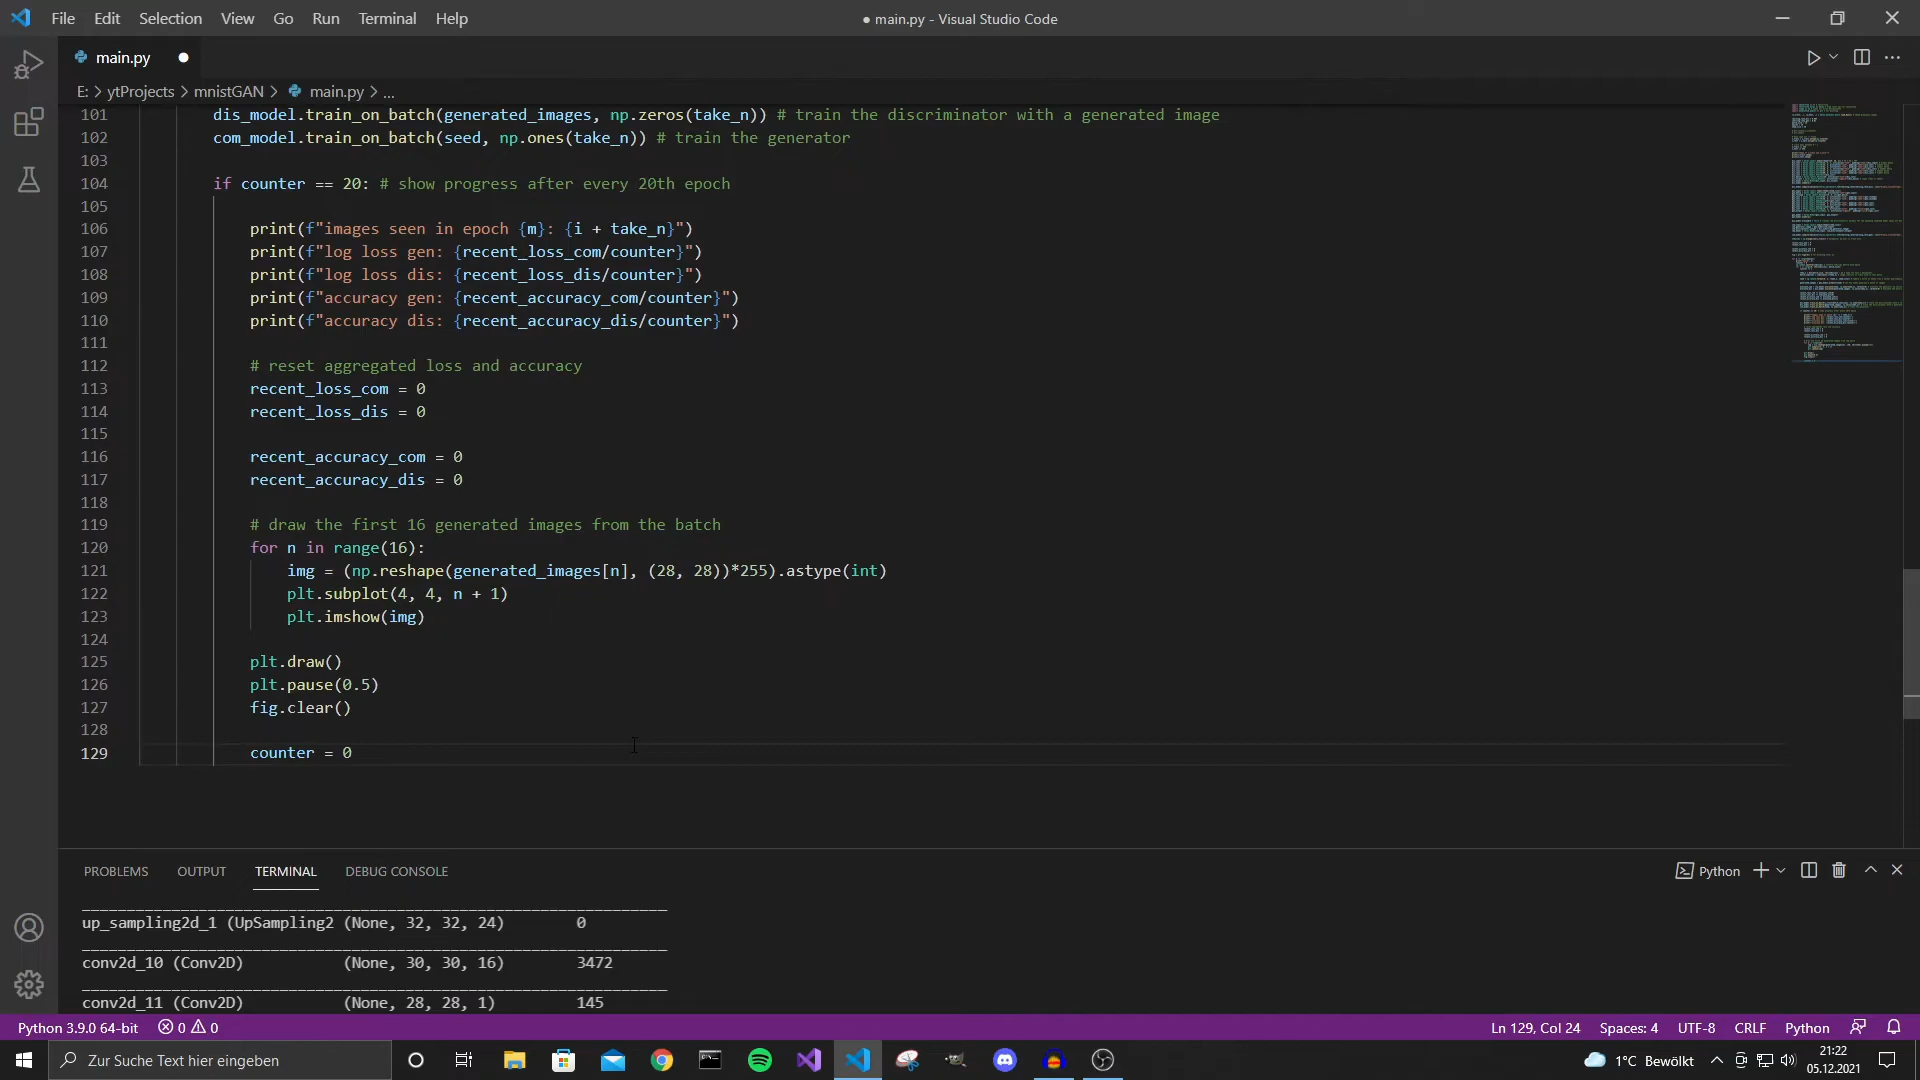 File Edit Selection View Go Run Terminal Help
● main.py - Visual Studio Code
main.py
E: > ytProjects > mnistGAN > main.py > ...
101 dis_model.train_on_batch(generated_images, np.zeros(take_n)) # train the discriminator with a generated image
102 com_model.train_on_batch(seed, np.ones(take_n)) # train the generator
103
104 if counter == 20: # show progress after every 20th epoch
105
106 print(f"images seen in epoch {m}: {i + take_n}")
107 print(f"log loss gen: {recent_loss_com/counter}")
108 print(f"log loss dis: {recent_loss_dis/counter}")
109 print(f"accuracy gen: {recent_accuracy_com/counter}")
110 print(f"accuracy dis: {recent_accuracy_dis/counter}")
111
112 # reset aggregated loss and accuracy
113 recent_loss_com = 0
114 recent_loss_dis = 0
115
116 recent_accuracy_com = 0
117 recent_accuracy_dis = 0
118
119 # draw the first 16 generated images from the batch
120 for n in range(16):
121 img = (np.reshape(generated_images[n], (28, 28))*255).astype(int)
122 plt.subplot(4, 4, n + 1)
123 plt.imshow(img)
124
125 plt.draw()
126 plt.pause(0.5)
127 fig.clear()
128
129 counter = 0
PROBLEMS OUTPUT TERMINAL DEBUG CONSOLE
Python
up_sampling2d_1 (UpSampling2 (None, 32, 32, 24) 0
conv2d_10 (Conv2D) (None, 30, 30, 16) 3472
conv2d_11 (Conv2D) (None, 28, 28, 1) 145
Python 3.9.0 64-bit 0 0
Ln 129, Col 24 Spaces: 4 UTF-8 CRLF Python
Zur Suche Text hier eingeben
1°C Bewölkt
21:22
05.12.2021